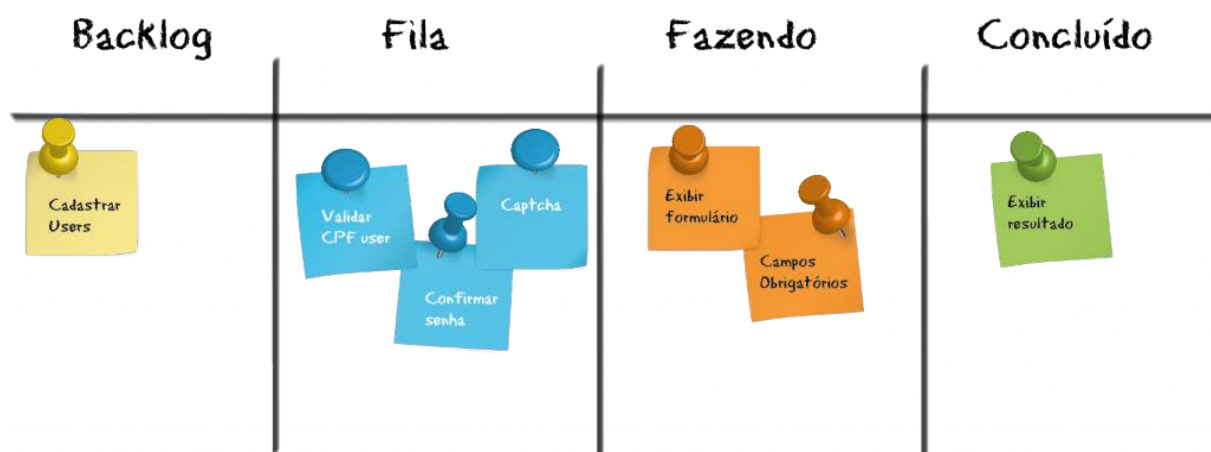 Backlog
Fila
Fazendo
Concluído
Cadastrar
Users
Validar
CPF user
Confirmar
senha
Captcha
Exibir
formulário
Campos
Obrigatórios
Exibir
resultado